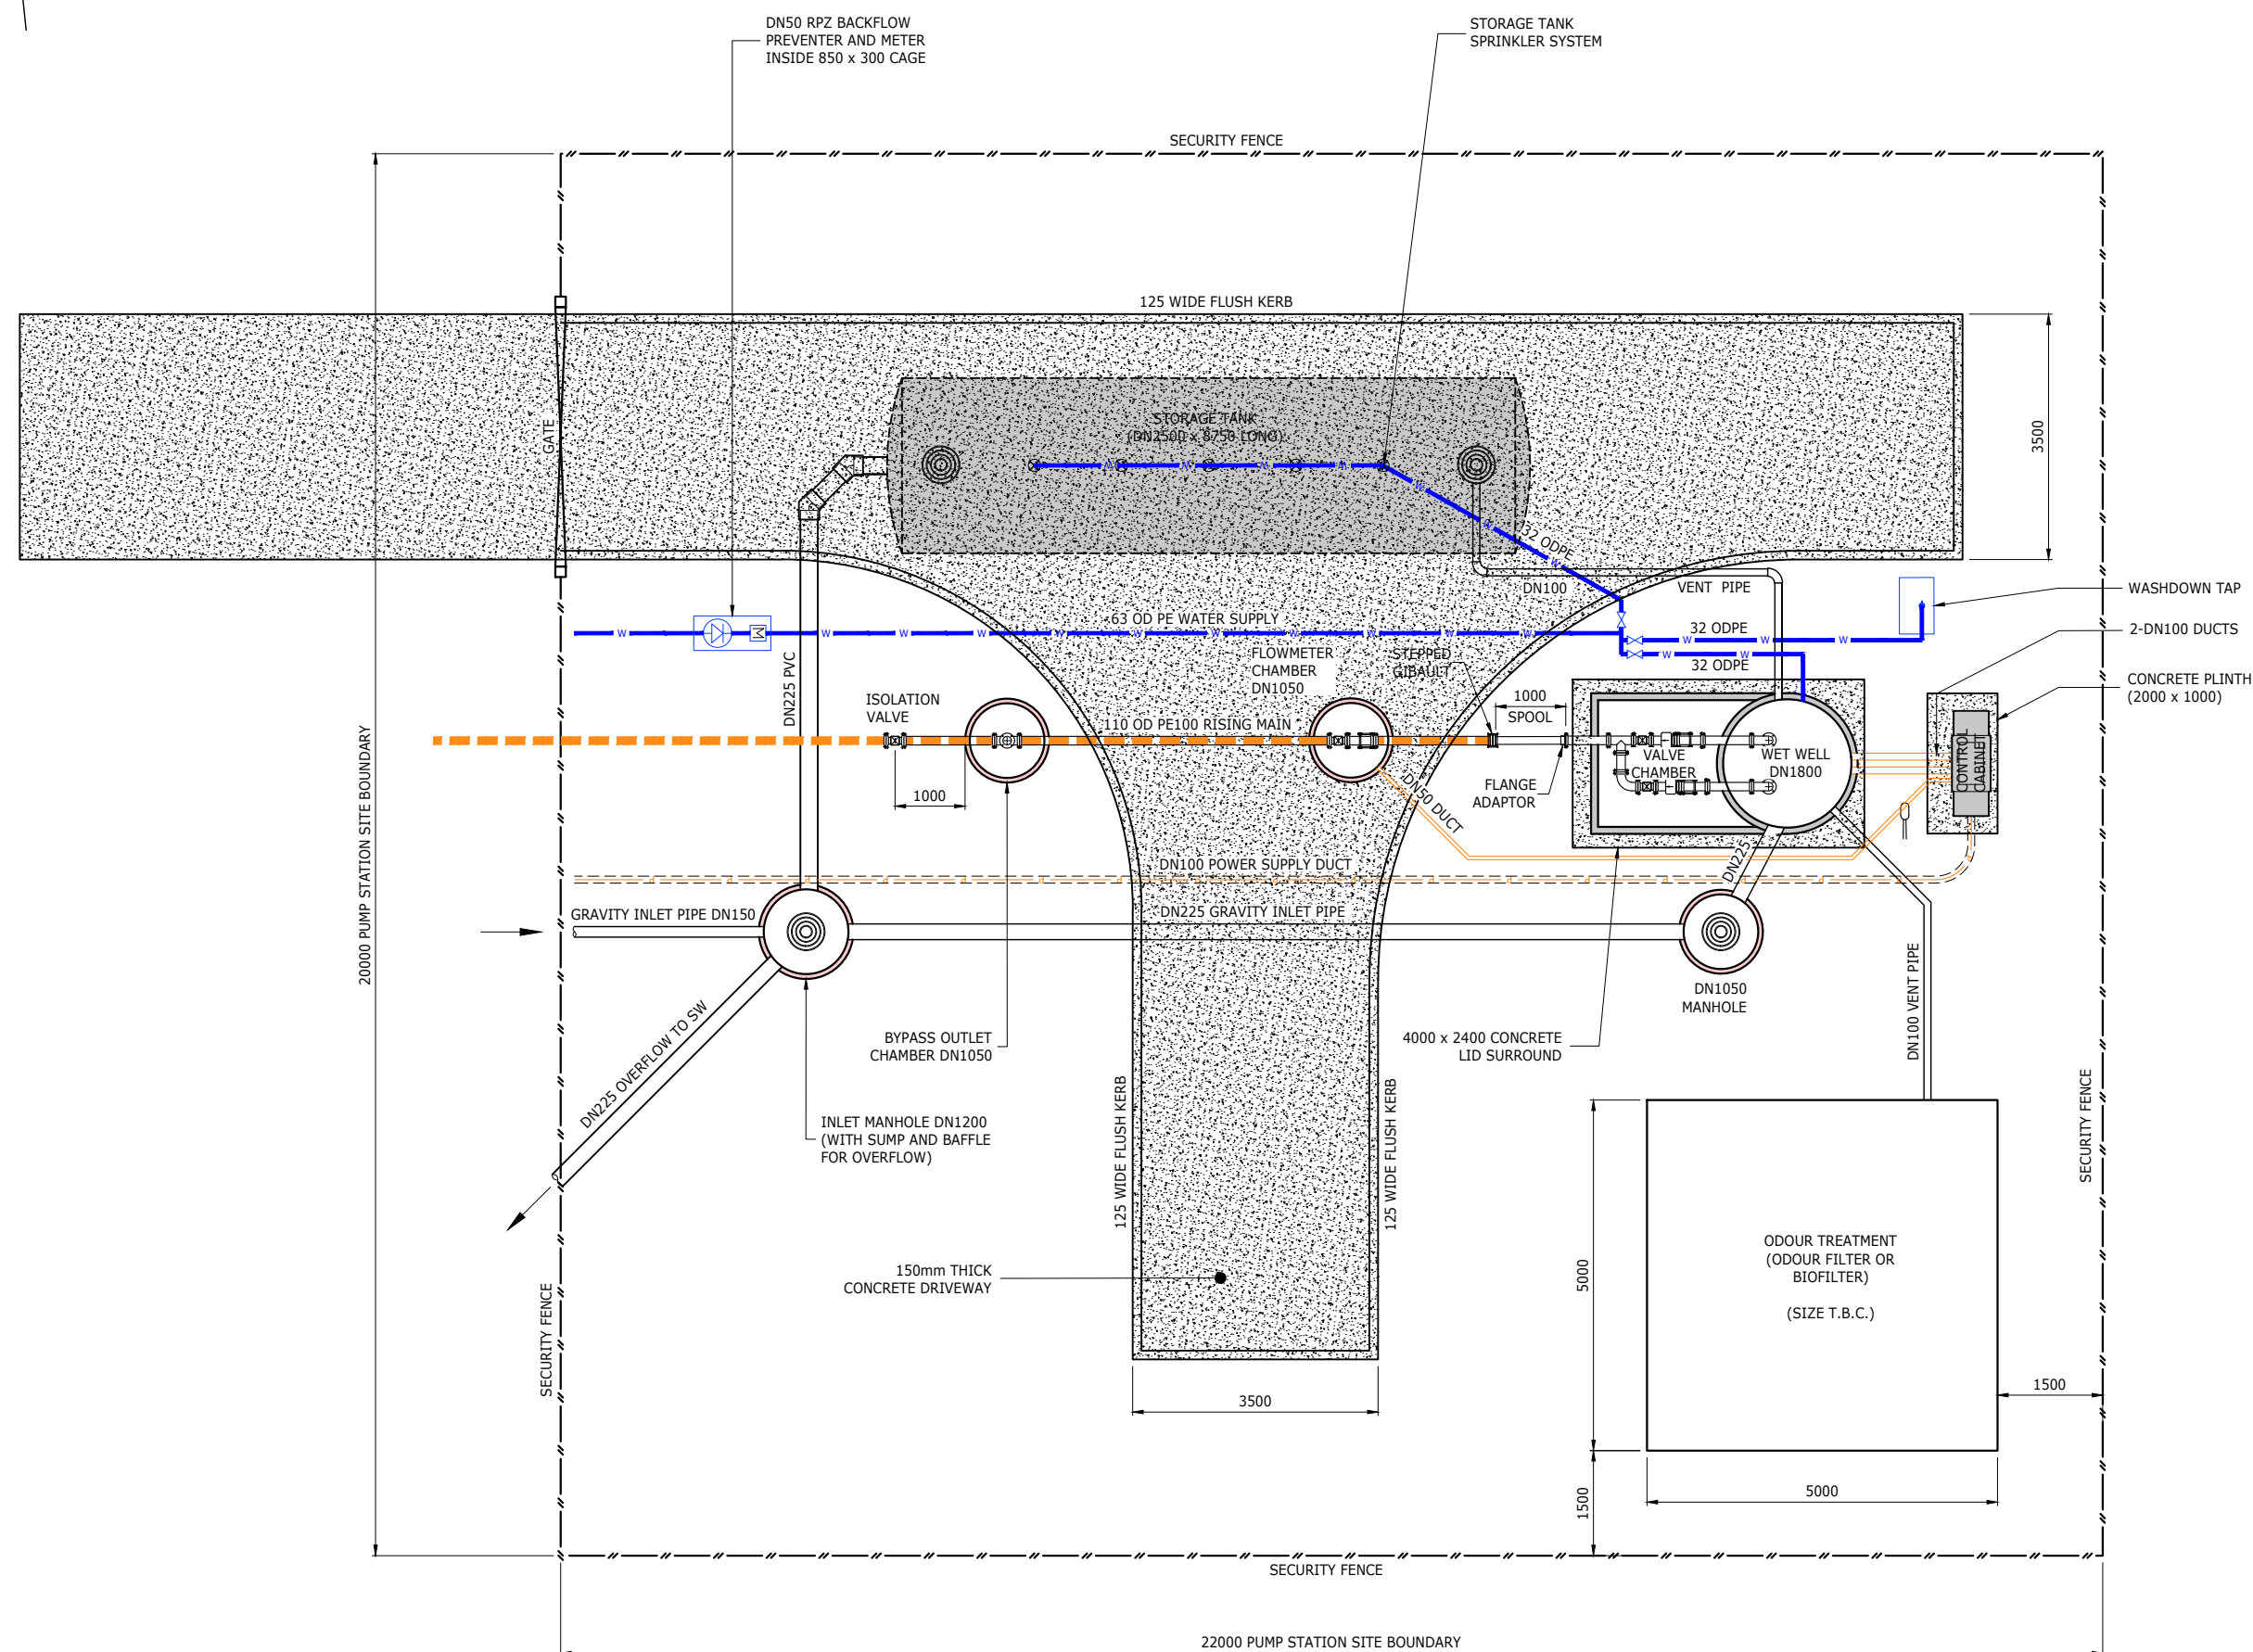 DN50 RPZ BACKFLOW
PREVENTER AND METER
INSIDE 850 x 300 CAGE
STORAGE TANK
SPRINKLER SYSTEM
SECURITY FENCE
125 WIDE FLUSH KERB
GATE
STORAGE TANK
(DN2500 x 8750 LONG)
3500
32 ODPE
DN100
VENT PIPE
WASHDOWN TAP
63 OD PE WATER SUPPLY
32 ODPE
2-DN100 DUCTS
32 ODPE
M
DN225 PVC
FLOWMETER
CHAMBER
DN1050
STEPPED
GIBAULT
CONCRETE PLINTH
(2000 x 1000)
ISOLATION
VALVE
1000
SPOOL
110 OD PE100 RISING MAIN
VALVE
CHAMBER
WET WELL
DN1800
CONTROL
CABINET
FLANGE
ADAPTOR
1000
DN50 DUCT
20000 PUMP STATION SITE BOUNDARY
DN100 POWER SUPPLY DUCT
DN225
GRAVITY INLET PIPE DN150
DN225 GRAVITY INLET PIPE
DN1050
MANHOLE
DN100 VENT PIPE
BYPASS OUTLET
CHAMBER DN1050
4000 x 2400 CONCRETE
LID SURROUND
DN225 OVERFLOW TO SW
INLET MANHOLE DN1200
(WITH SUMP AND BAFFLE
FOR OVERFLOW)
125 WIDE FLUSH KERB
125 WIDE FLUSH KERB
SECURITY FENCE
150mm THICK
CONCRETE DRIVEWAY
ODOUR TREATMENT
(ODOUR FILTER OR
BIOFILTER)
(SIZE T.B.C.)
5000
SECURITY FENCE
3500
1500
5000
1500
SECURITY FENCE
22000 PUMP STATION SITE BOUNDARY